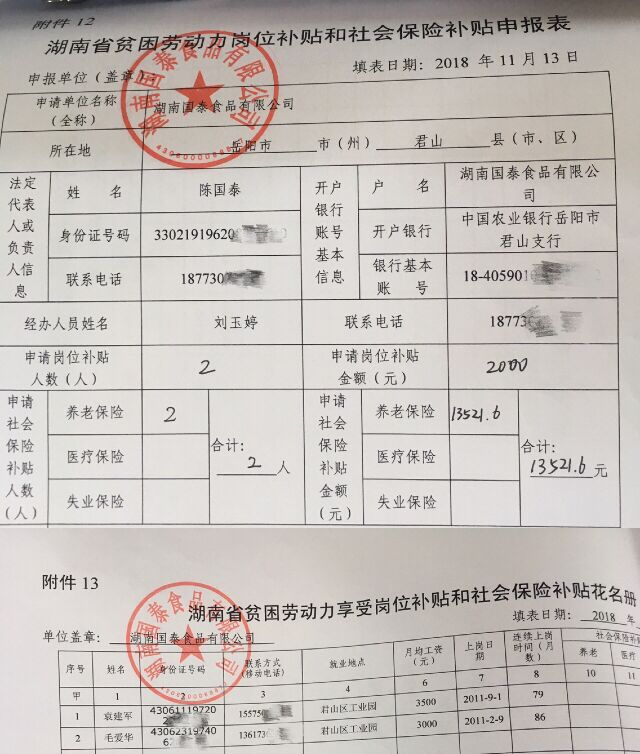 附件 12
湖南省贫困劳动力岗位补贴和社会保险补贴申报表
申报单位（盖章）： 填表日期：2018 年 11 月 13 日
申请单位名称（全称） 湖南国泰食品有限公司
所在地 岳阳市 市（州） 君山 县（市、区）
法定代表人或负责人信息
姓 名 陈国泰
身份证号码 33021919620
联系电话 187730
开户银行账号基本信息
户 名 湖南国泰食品有限公司
开户银行 中国农业银行岳阳市君山支行
银行基本账 号 18-405901
经办人员姓名 刘玉婷 联系电话 18773
申请岗位补贴人数（人） 2 申请岗位补贴金额（元） 2000
申请社会保险补贴人数（人）
养老保险 2
医疗保险
失业保险
合计：
2 人
申请社会保险补贴金额（元）
养老保险 13521.6
医疗保险
失业保险
合计：
13521.6 元
附件 13
湖南省贫困劳动力享受岗位补贴和社会保险补贴花名册
填表日期： 2018 年
单位盖章： 湖南国泰食品有限公司
序号 姓名 身份证号码 联系方式（移动电话） 就业地点 月均工资（元） 上岗日期 连续上岗时间（月数） 社会保险补
养老 医疗
甲 1 2 3 4 6 7 8 10 11
1 袁建军 43061119720 15575 君山区工业园 3500 2011-9-1 79
2 毛爱华 43062319740 13617 君山区工业园 3000 2011-2-9 86